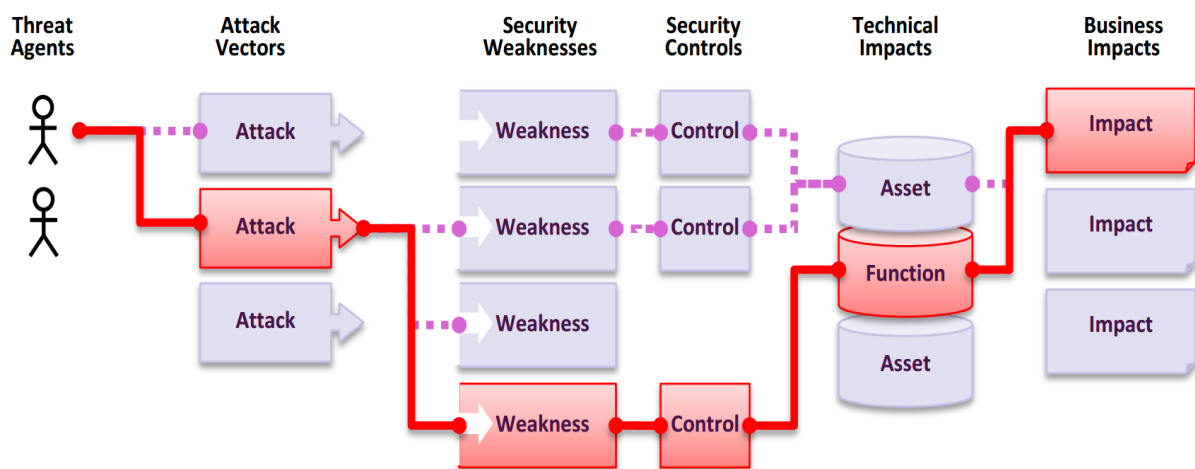 Threat Agents
Attack Vectors
Security Weaknesses
Security Controls
Technical Impacts
Business Impacts
Attack
Weakness
Control
Impact
Asset
Attack
Weakness
Control
Impact
Function
Attack
Weakness
Impact
Asset
Weakness
Control